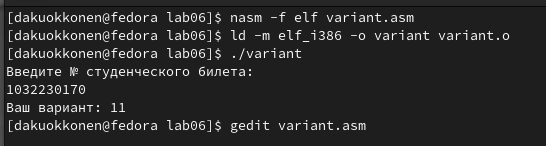 [dakuokkonen@fedora lab06]$ nasm -f elf variant.asm
[dakuokkonen@fedora lab06]$ ld -m elf_i386 -o variant variant.o
[dakuokkonen@fedora lab06]$ ./variant
Введите № студенческого билета:
1032230170
Ваш вариант: 11
[dakuokkonen@fedora lab06]$ gedit variant.asm